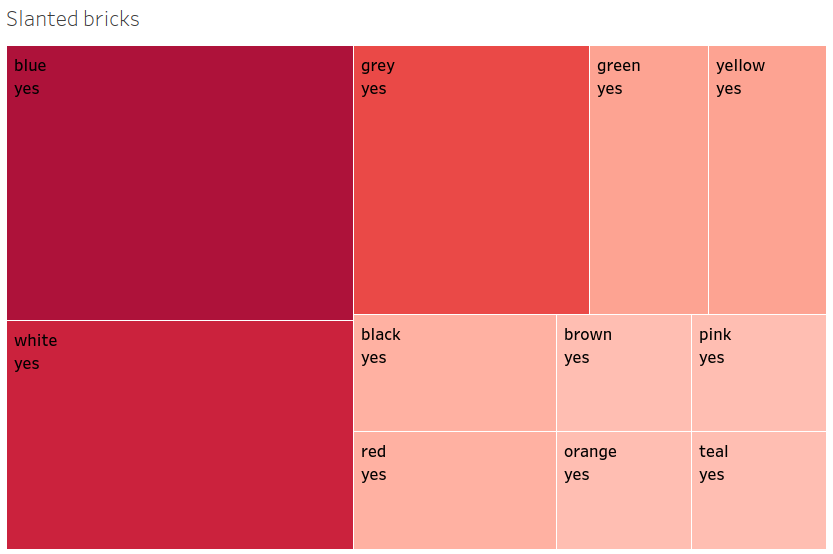 Slanted bricks
blue
yes
grey
yes
green
yes
yellow
yes
white
yes
black
yes
brown
yes
pink
yes
red
yes
orange
yes
teal
yes